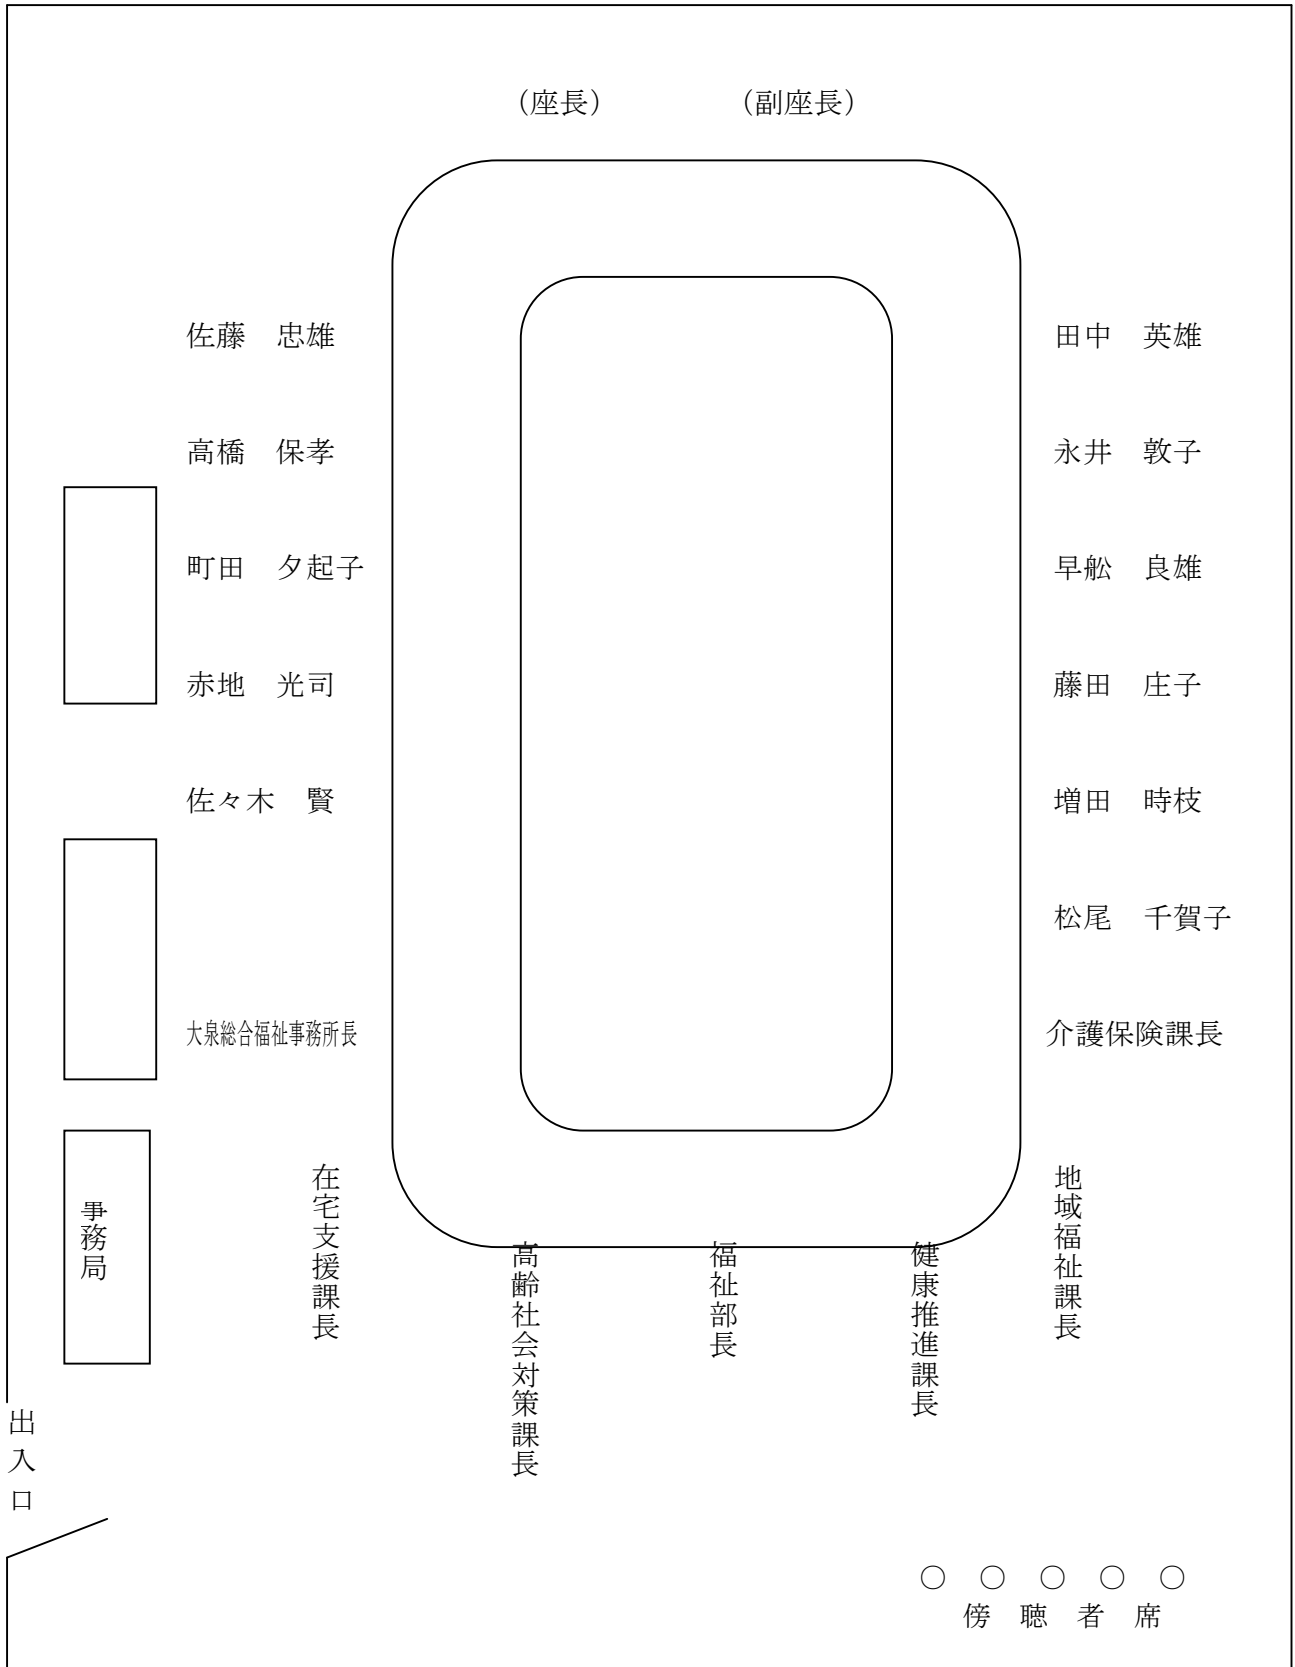 （座長）
（副座長）
佐藤　忠雄
田中　英雄
高橋　保孝
永井　敦子
町田　夕起子
早舩　良雄
赤地　光司
藤田　庄子
佐々木　賢
増田　時枝
松尾　千賀子
大泉総合福祉事務所長
介護保険課長
事務局
在宅支援課長
高齢社会対策課長
福祉部長
健康推進課長
地域福祉課長
出入口
○　○　○　○　○
傍　聴　者　席